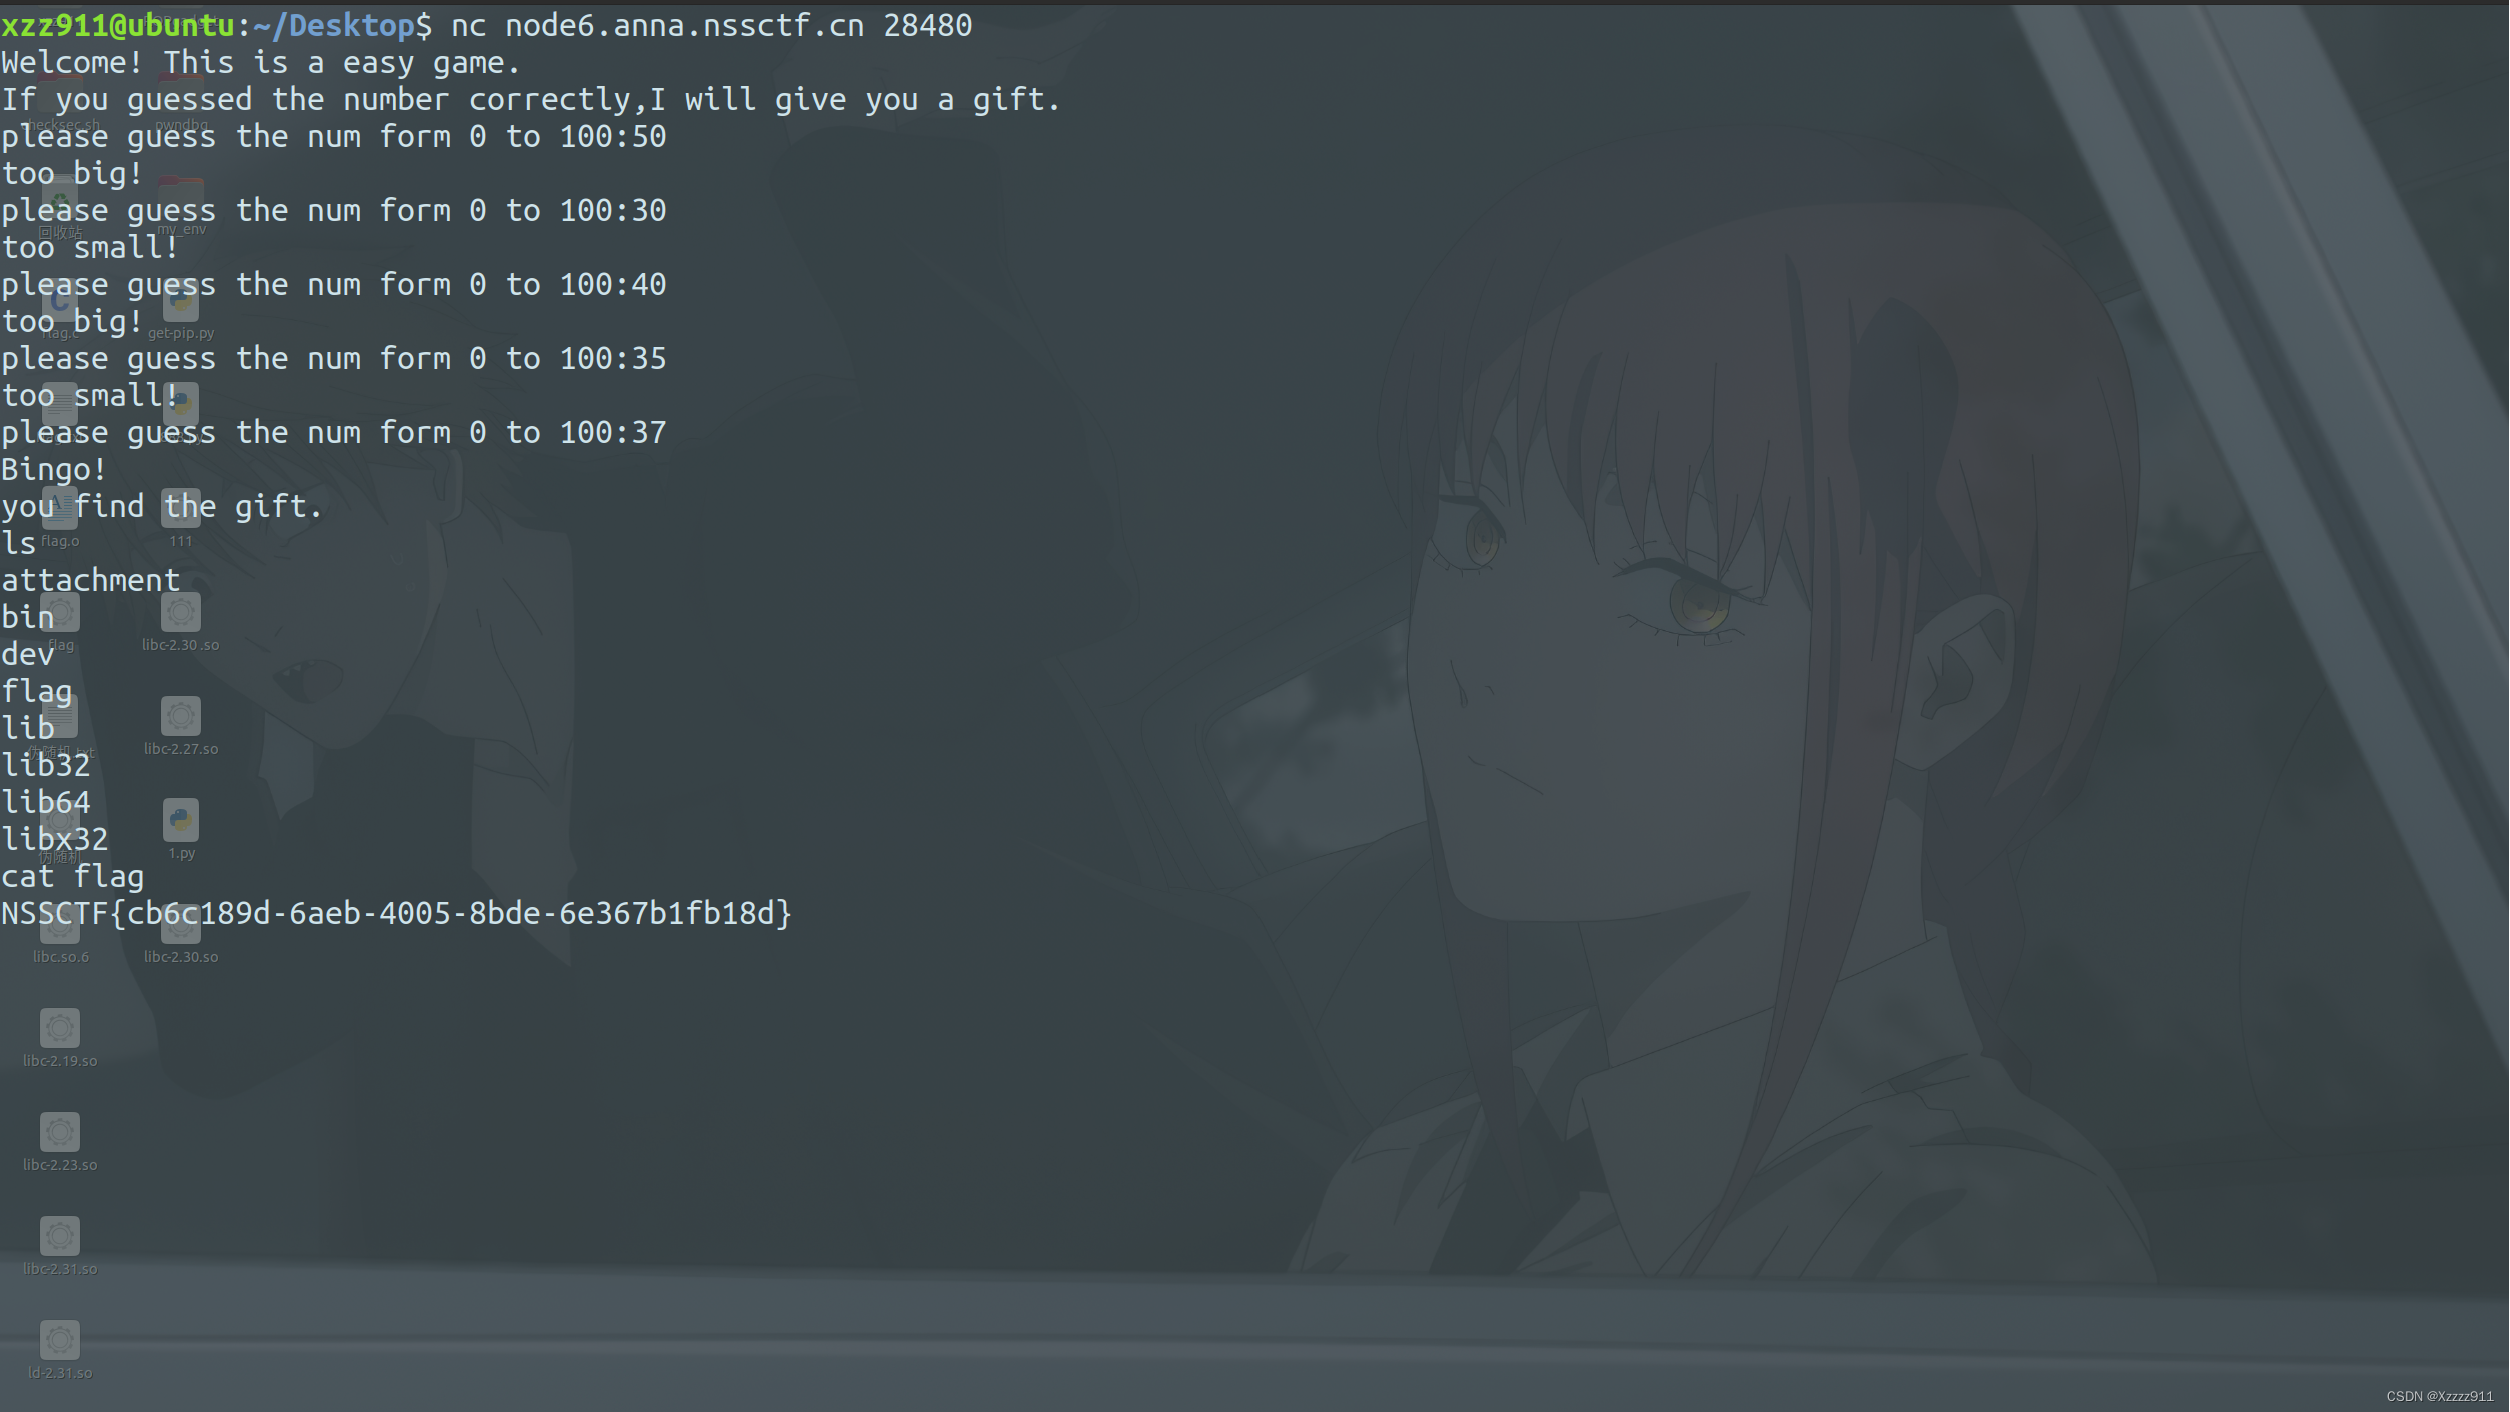 xzz911@ubuntu:~/Desktop$ nc node6.anna.nssctf.cn 28480
Welcome! This is a easy game.
If you guessed the number correctly,I will give you a gift.
please guess the num form 0 to 100:50
too big!
please guess the num form 0 to 100:30
too small!
please guess the num form 0 to 100:40
too big!
please guess the num form 0 to 100:35
too small!
please guess the num form 0 to 100:37
Bingo!
you find the gift.
ls
attachment
bin
dev
flag
lib
lib32
lib64
libx32
cat flag
NSSCTF{cb6c189d-6aeb-4005-8bde-6e367b1fb18d}
checksec.sh
pwndbg
回收站
my_env
flag.c
get-pip.py
flag.o
111
flag
libc-2.30 .so
伪随机.txt
libc-2.27.so
伪随机
1.py
libc.so.6
libc-2.30.so
libc-2.19.so
libc-2.23.so
libc-2.31.so
ld-2.31.so
CSDN @Xzzzz911